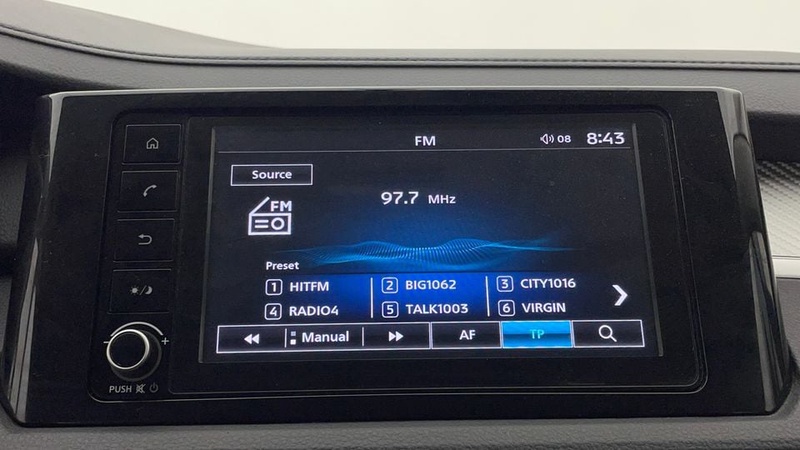 FM 08 8:43
Source
97.7 MHz
FM
Preset
1 HITFM 2 BIG1062 3 CITY1016
4 RADIO4 5 TALK1003 6 VIRGIN
Manual AF TP
- +
PUSH